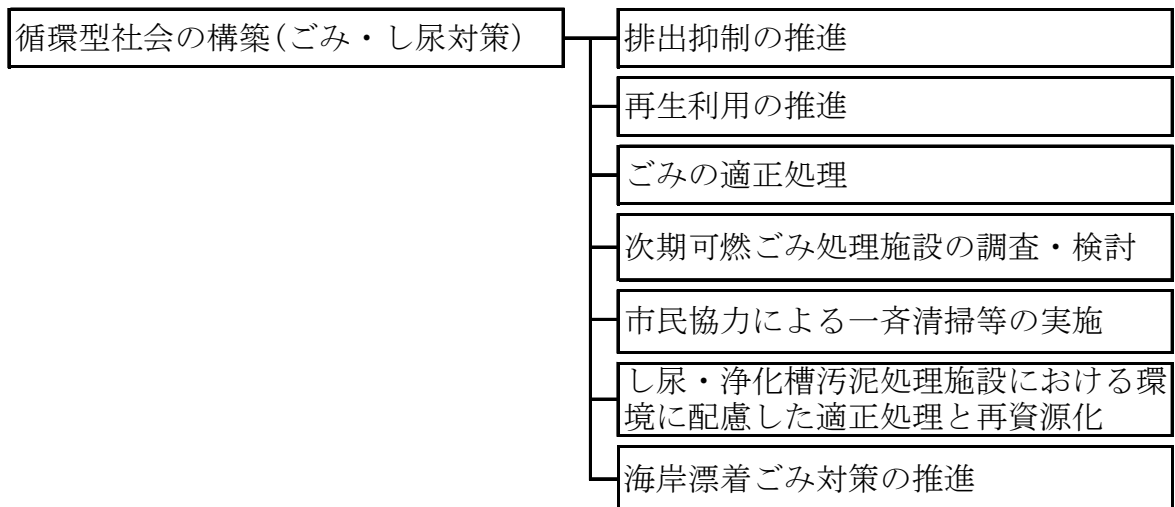 循環型社会の構築(ごみ・し尿対策)
排出抑制の推進
再生利用の推進
ごみの適正処理
次期可燃ごみ処理施設の調査・検討
市民協力による一斉清掃等の実施
し尿・浄化槽汚泥処理施設における環
境に配慮した適正処理と再資源化
海岸漂着ごみ対策の推進